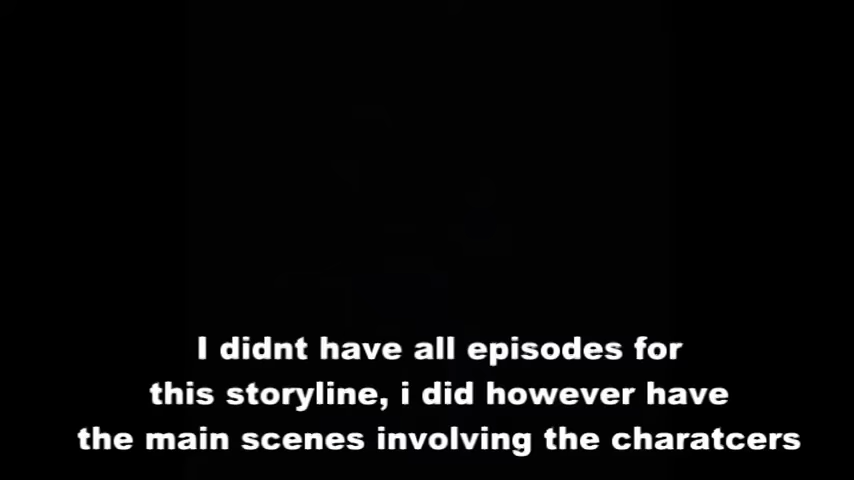 I didnt have all episodes for
this storyline, i did however have
the main scenes involving the charatcers